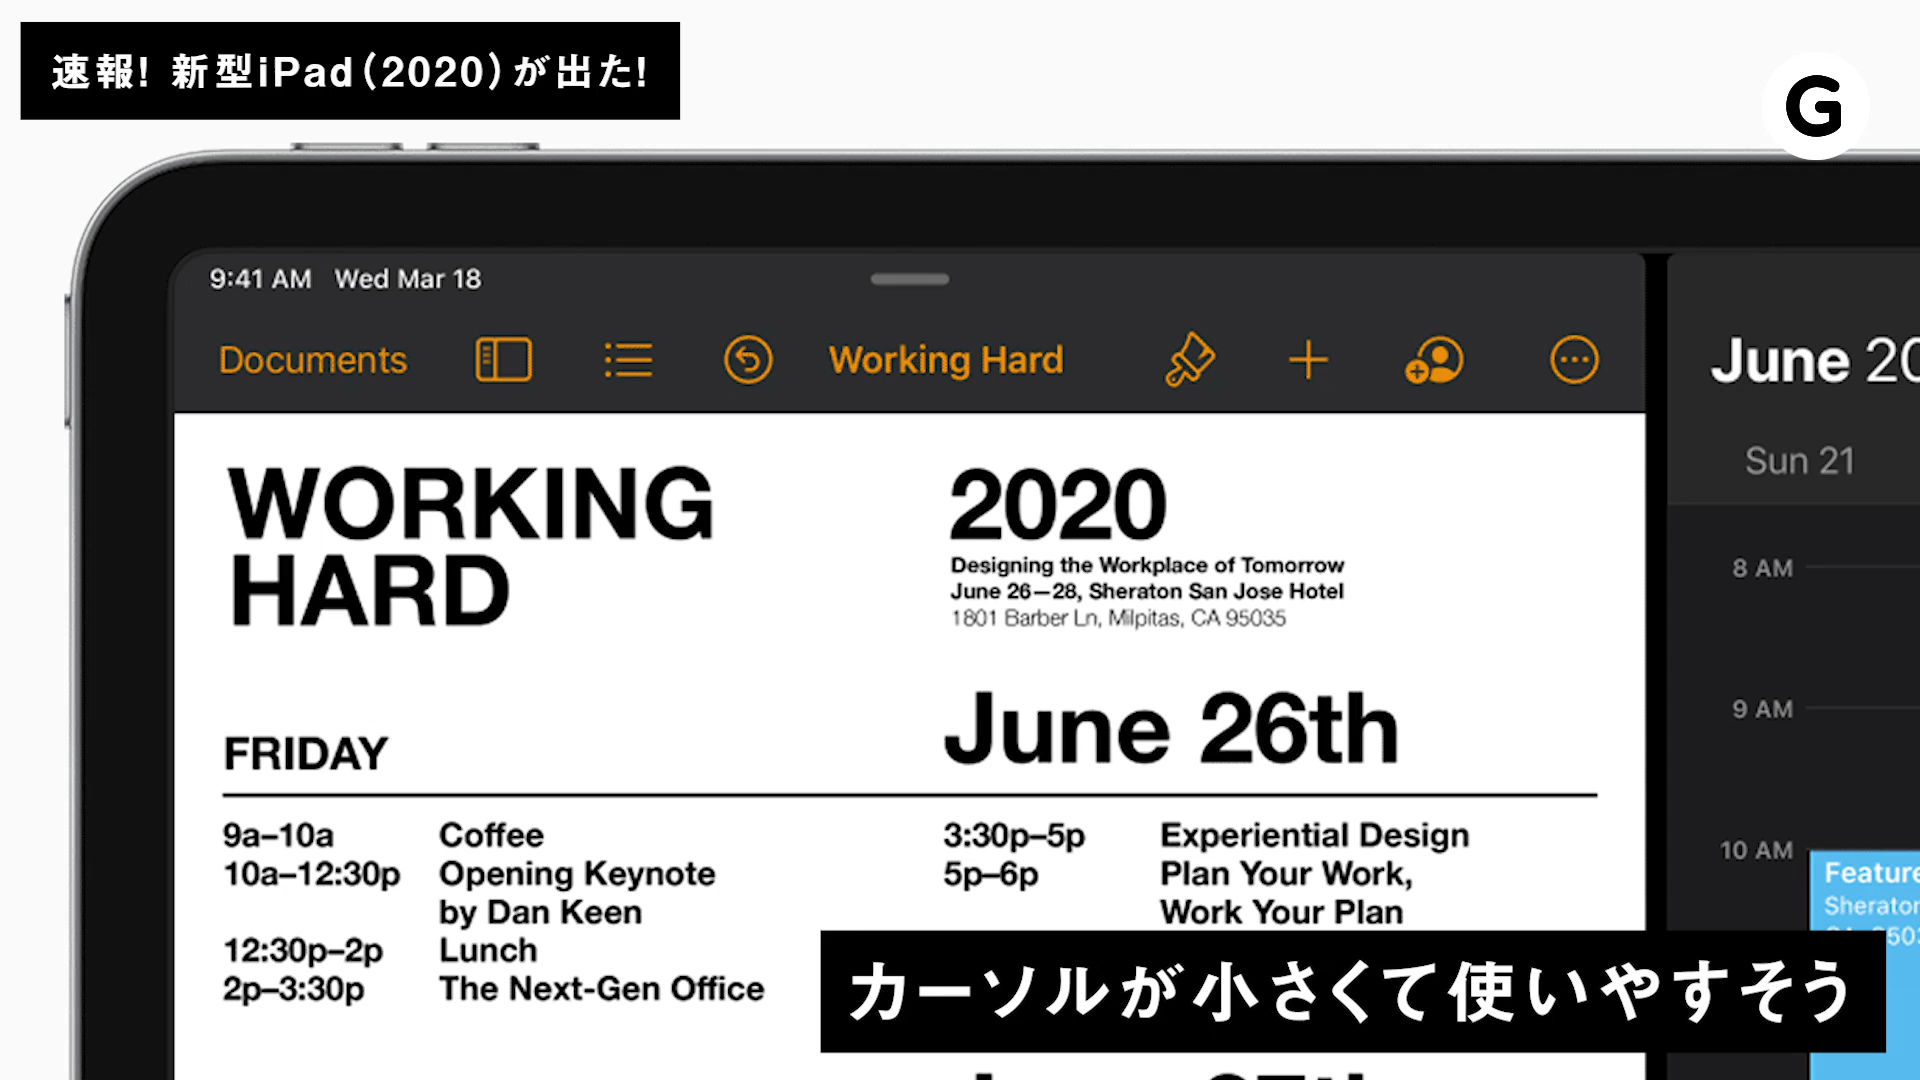 速報! 新型iPad（2020）が出た!
G
9:41 AM Wed Mar 18
Documents
Working Hard
WORKING
HARD
2020
Designing the Workplace of Tomorrow
June 26–28, Sheraton San Jose Hotel
1801 Barber Ln, Milpitas, CA 95035
FRIDAY
June 26th
9a–10a Coffee
10a–12:30p Opening Keynote
by Dan Keen
12:30p–2p Lunch
2p–3:30p The Next-Gen Office
3:30p–5p Experiential Design
5p–6p Plan Your Work,
Work Your Plan
June 20
Sun 21
8 AM
9 AM
10 AM
Feature
Sheraton
カーソルが小さくて使いやすそう